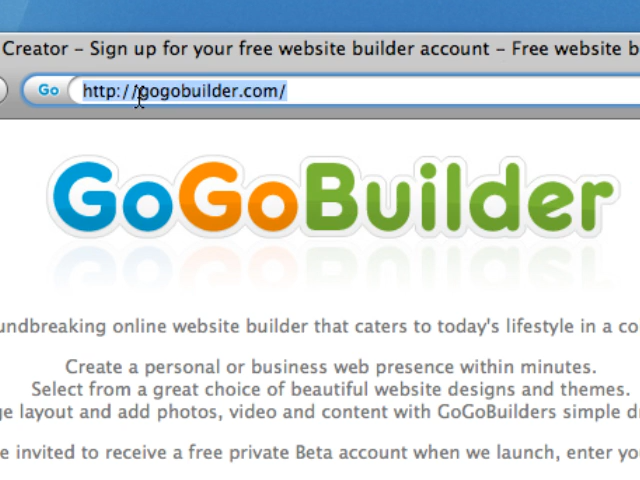 Creator – Sign up for your free website builder account – Free website b
Go http://gogobuilder.com/
GoGoBuilder
undbreaking online website builder that caters to today's lifestyle in a co
Create a personal or business web presence within minutes.
Select from a great choice of beautiful website designs and themes.
ge layout and add photos, video and content with GoGoBuilders simple dr
e invited to receive a free private Beta account when we launch, enter yo